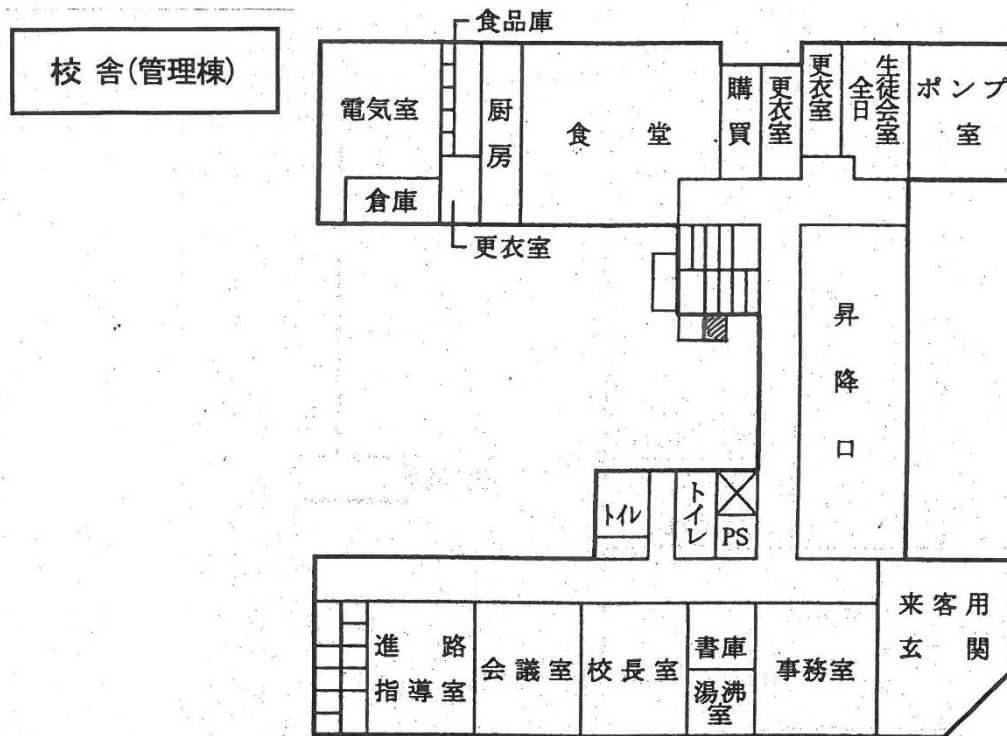 校舎(管理棟)
食品庫
電気室
厨房
食堂
購買
更衣室
更衣室
生徒会室
全日
ポンプ
室
倉庫
更衣室
昇降口
トイレ
トイレ
PS
来客用
玄関
進路
指導室
会議室
校長室
書庫
湯沸
室
事務室